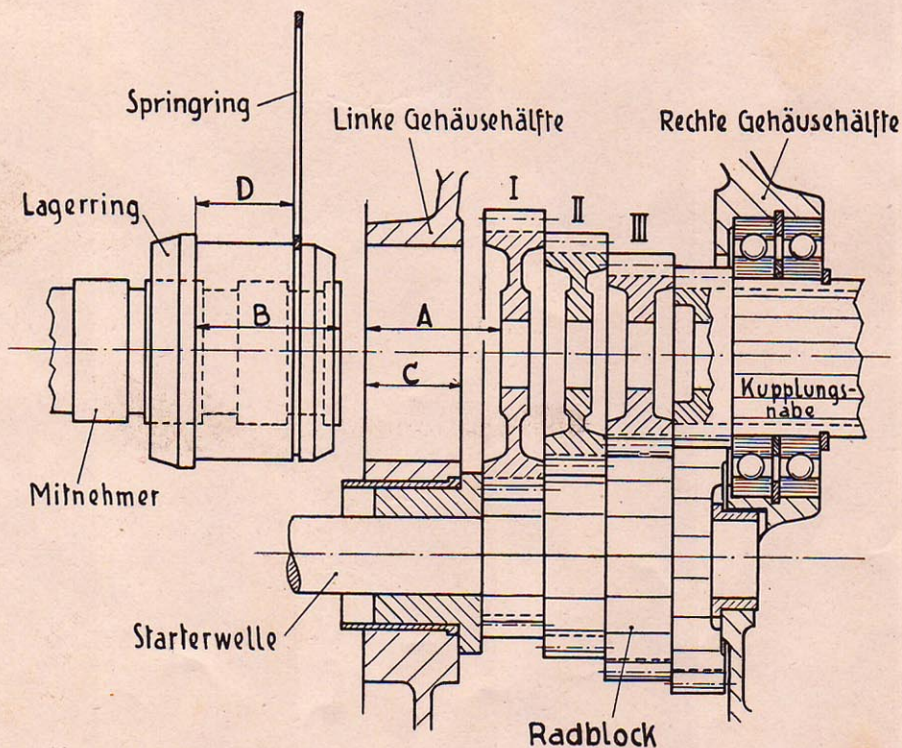 Springring
Linke Gehäusehälfte
Rechte Gehäusehälfte
D
I
II
III
Lagerring
B
A
C
Kupplungs-
nabe
Mitnehmer
Starterwelle
Radblock